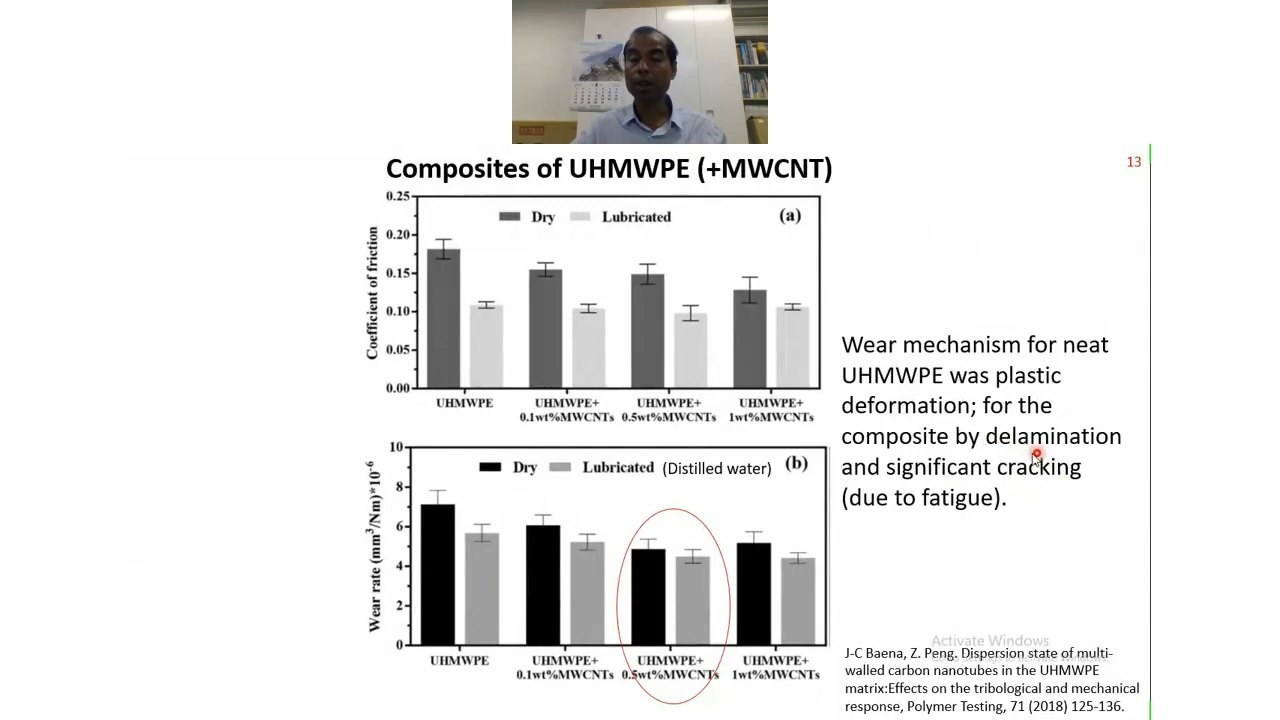 Composites of UHMWPE (+MWCNT)
13
0.25
0.20
0.15
0.10
0.05
0.00
Coefficient of friction
Dry
Lubricated
(a)
UHMWPE
UHMWPE+
0.1wt%MWCNTs
UHMWPE+
0.5wt%MWCNTs
UHMWPE+
1wt%MWCNTs
10
8
6
4
2
0
Wear rate (mm³/Nm)*10⁻⁶
Dry
Lubricated (Distilled water)
(b)
UHMWPE
UHMWPE+
0.1wt%MWCNTs
UHMWPE+
0.5wt%MWCNTs
UHMWPE+
1wt%MWCNTs
Wear mechanism for neat
UHMWPE was plastic
deformation; for the
composite by delamination
and significant cracking
(due to fatigue).
Activate Windows
J-C Baena, Z. Peng. Dispersion state of multi-
walled carbon nanotubes in the UHMWPE
matrix:Effects on the tribological and mechanical
response, Polymer Testing, 71 (2018) 125-136.